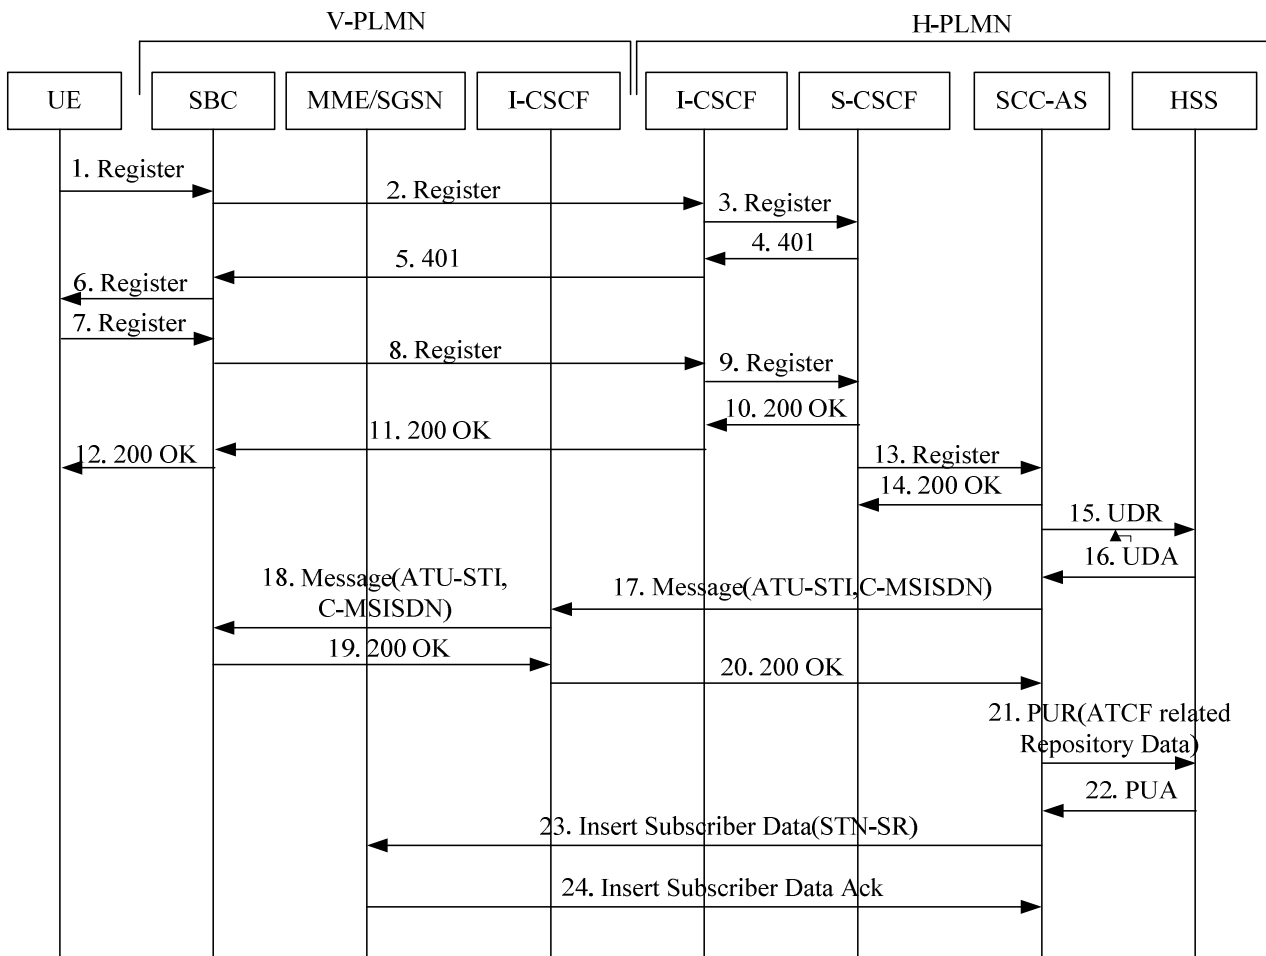 V-PLMN
H-PLMN
UE
SBC
MME/SGSN
I-CSCF
I-CSCF
S-CSCF
SCC-AS
HSS
1. Register
2. Register
3. Register
4. 401
5. 401
6. Register
7. Register
8. Register
9. Register
10. 200 OK
11. 200 OK
12. 200 OK
13. Register
14. 200 OK
15. UDR
16. UDA
17. Message(ATU-STI,C-MSISDN)
18. Message(ATU-STI,
C-MSISDN)
19. 200 OK
20. 200 OK
21. PUR(ATCF related
Repository Data)
22. PUA
23. Insert Subscriber Data(STN-SR)
24. Insert Subscriber Data Ack